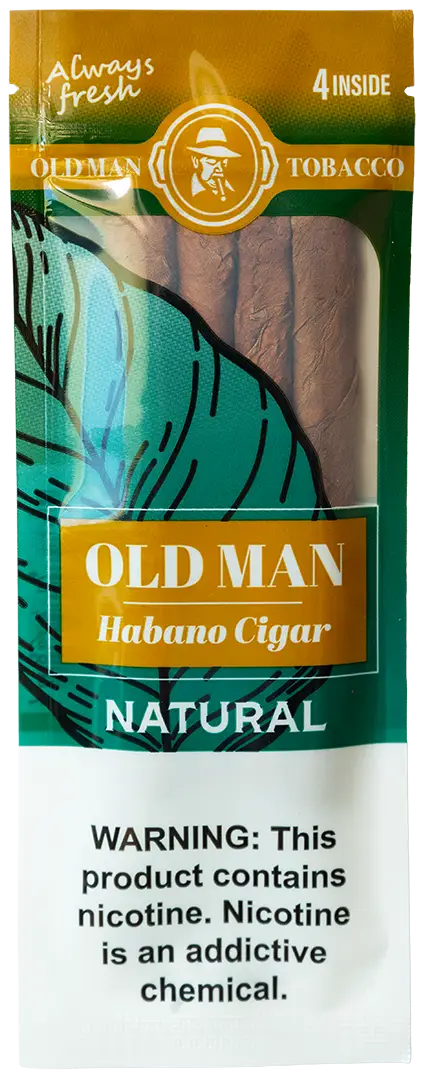 Always
fresh
4 INSIDE
OLD MAN TOBACCO
OLD MAN
Habano Cigar
NATURAL
WARNING: This
product contains
nicotine. Nicotine
is an addictive
chemical.